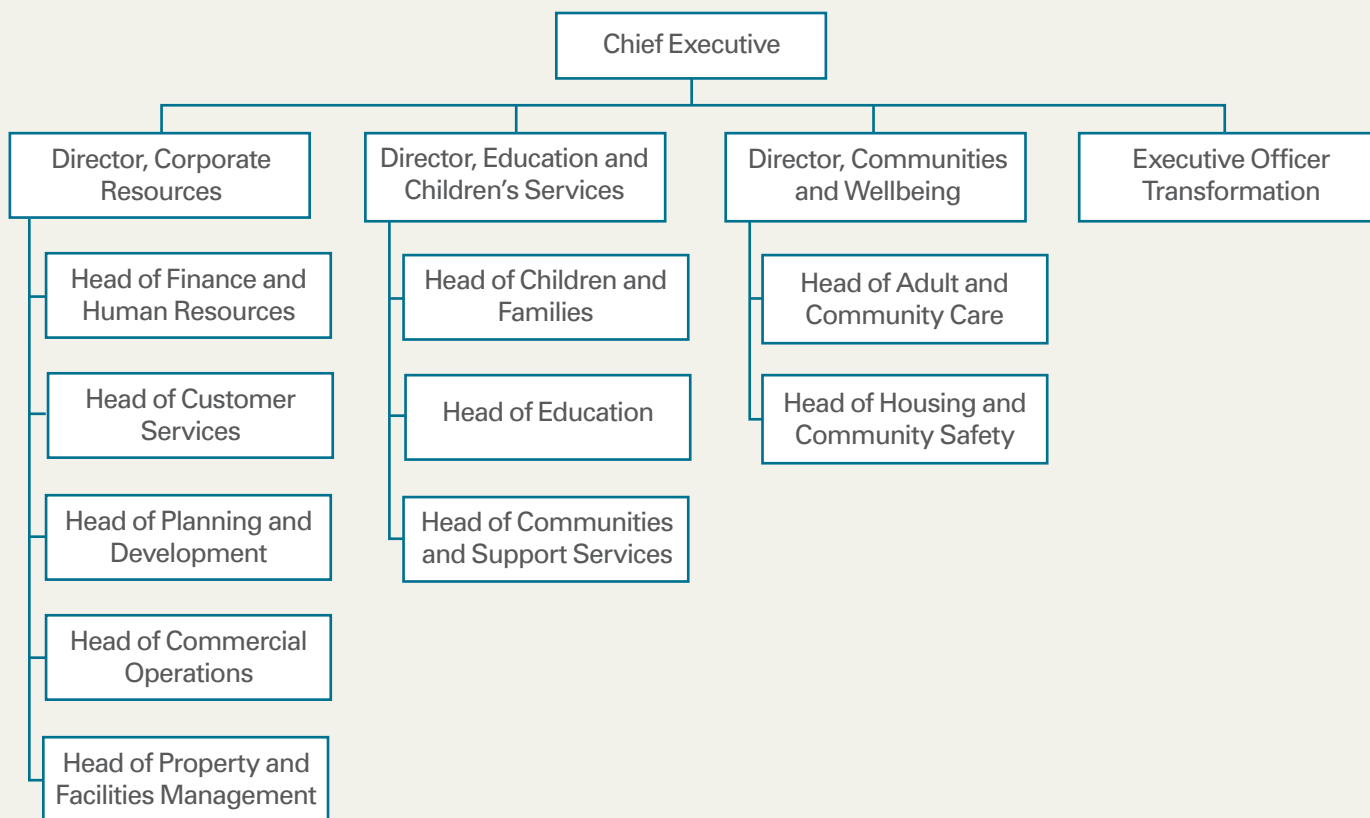 Chief Executive
Director, Corporate
Resources
Director, Education and
Children’s Services
Director, Communities
and Wellbeing
Executive Officer
Transformation
Head of Finance and
Human Resources
Head of Customer
Services
Head of Planning and
Development
Head of Commercial
Operations
Head of Property and
Facilities Management
Head of Children and
Families
Head of Education
Head of Communities
and Support Services
Head of Adult and
Community Care
Head of Housing and
Community Safety